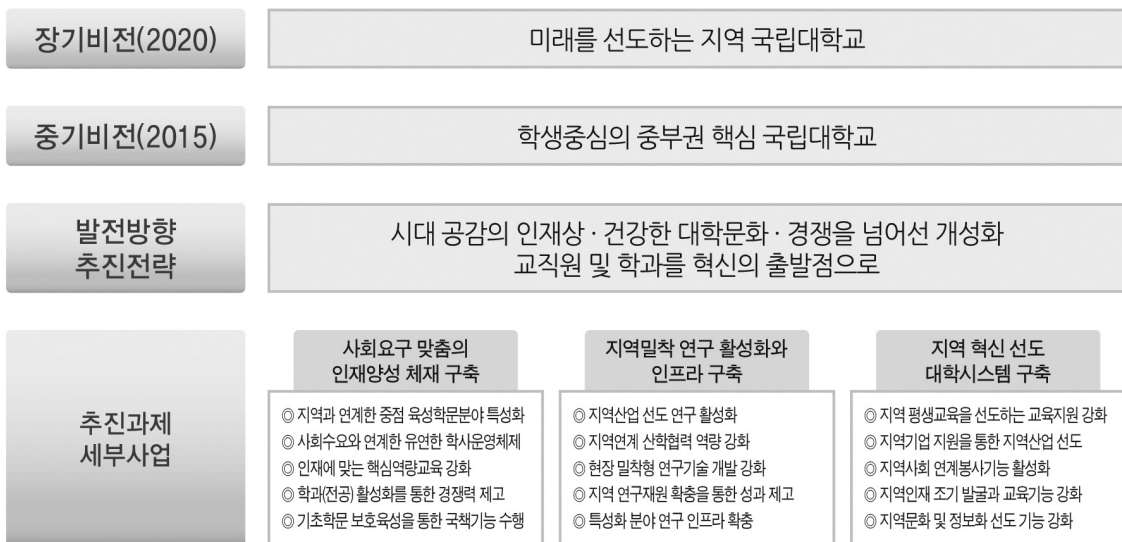 장기비전(2020)
미래를 선도하는 지역 국립대학교
중기비전(2015)
학생중심의 중부권 핵심 국립대학교
발전방향
추진전략
시대 공감의 인재상 · 건강한 대학문화 · 경쟁을 넘어선 개성화
교직원 및 학과를 혁신의 출발점으로
추진과제
세부사업
사회요구 맞춤의
인재양성 체재 구축
◎ 지역과 연계한 중점 육성학문분야 특성화
◎ 사회수요와 연계한 유연한 학사운영체제
◎ 인재에 맞는 핵심역량교육 강화
◎ 학과(전공) 활성화를 통한 경쟁력 제고
◎ 기초학문 보호육성을 통한 국책기능 수행
지역밀착 연구 활성화와
인프라 구축
◎ 지역산업 선도 연구 활성화
◎ 지역연계 산학협력 역량 강화
◎ 현장 밀착형 연구기술 개발 강화
◎ 지역 연구재원 확충을 통한 성과 제고
◎ 특성화 분야 연구 인프라 확충
지역 혁신 선도
대학시스템 구축
◎ 지역 평생교육을 선도하는 교육지원 강화
◎ 지역기업 지원을 통한 지역산업 선도
◎ 지역사회 연계봉사기능 활성화
◎ 지역인재 조기 발굴과 교육기능 강화
◎ 지역문화 및 정보화 선도 기능 강화